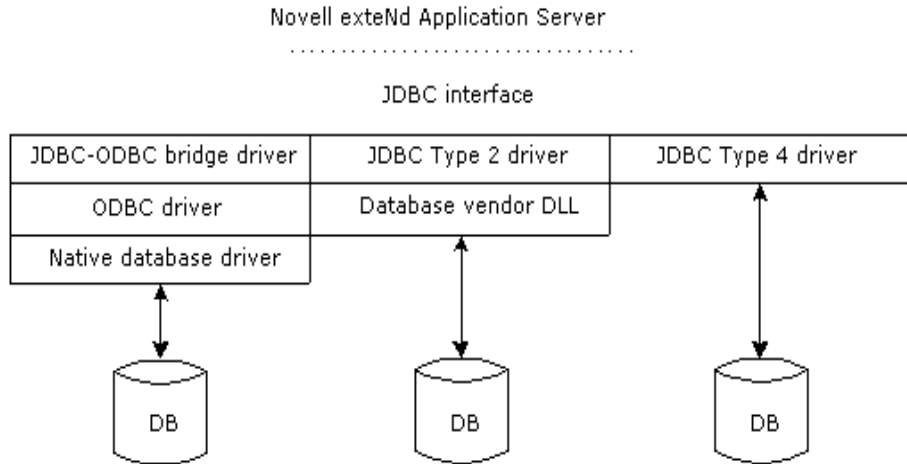 Novell exteNd Application Server
JDBC interface
JDBC-ODBC bridge driver
JDBC Type 2 driver
JDBC Type 4 driver
ODBC driver
Database vendor DLL
Native database driver
DB
DB
DB